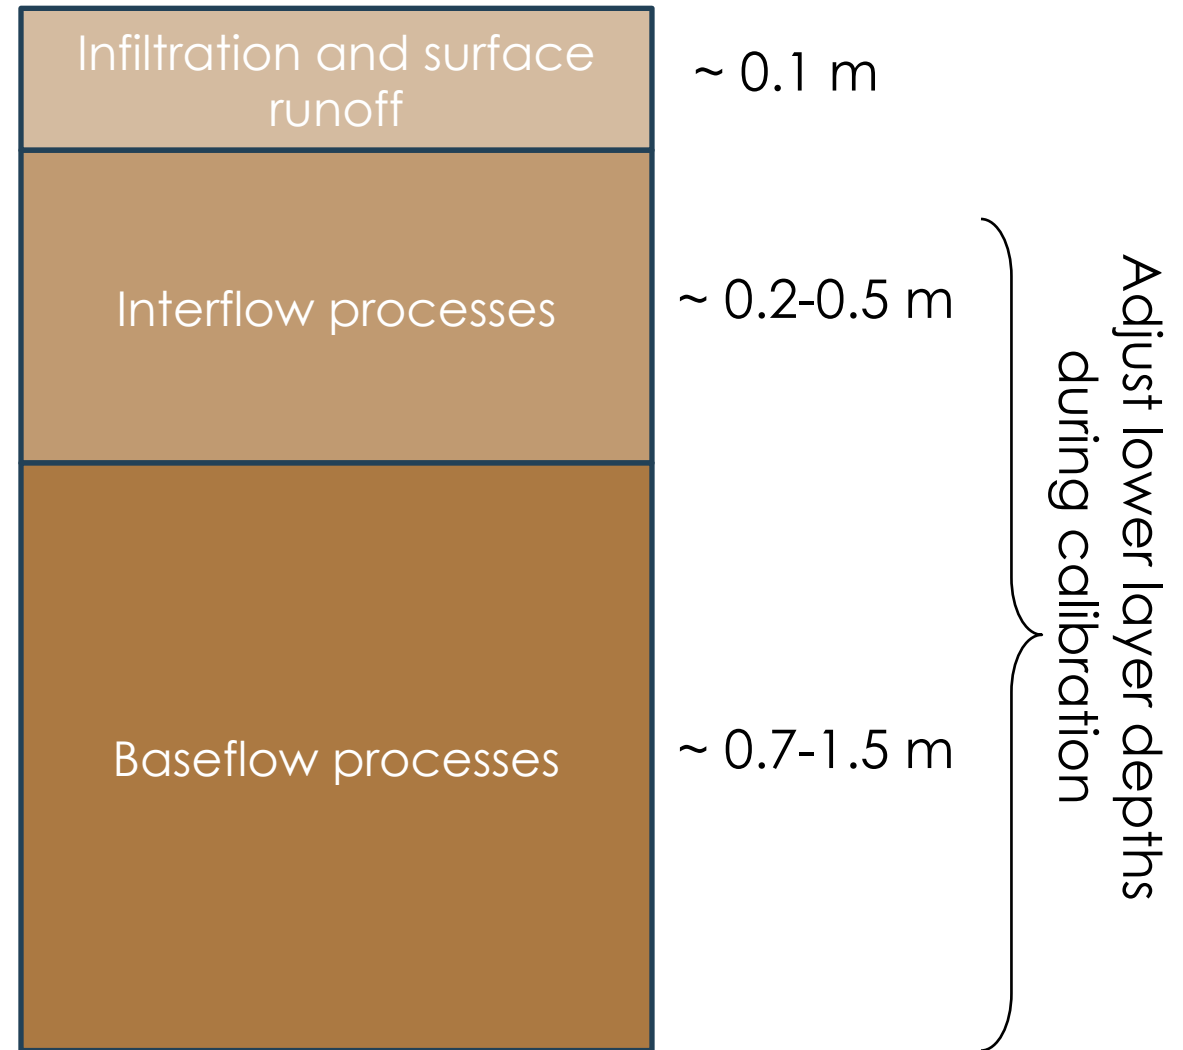 Infiltration and surface
runoff
~ 0.1 m
Interflow processes
~ 0.2-0.5 m
Baseflow processes
~ 0.7-1.5 m
Adjust lower layer depths
during calibration